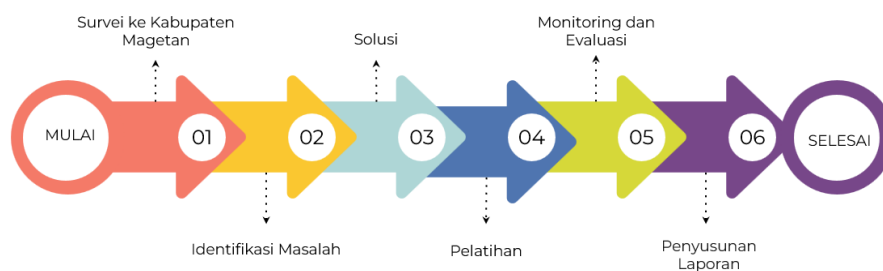 Survei ke Kabupaten
Magetan
Solusi
Monitoring dan
Evaluasi
MULAI
01
02
03
04
05
06
SELESAI
Identifikasi Masalah
Pelatihan
Penyusunan
Laporan